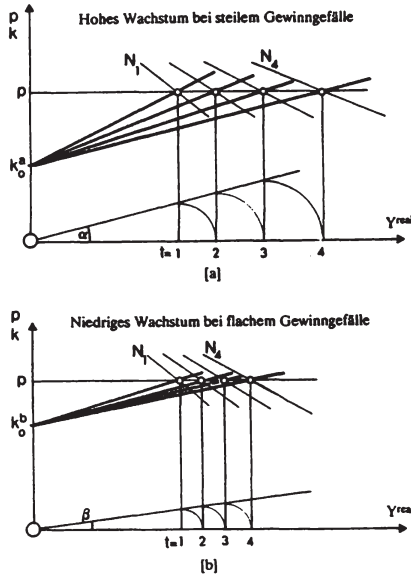 p
k
Hohes Wachstum bei steilem Gewinngefälle
N1
N4
p
k₀ᵃ
α
Yreal
t= 1 2 3 4
[a]
p
k
Niedriges Wachstum bei flachem Gewinngefälle
N1
N4
p
k₀ᵇ
β
Yreal
t= 1 2 3 4
[b]